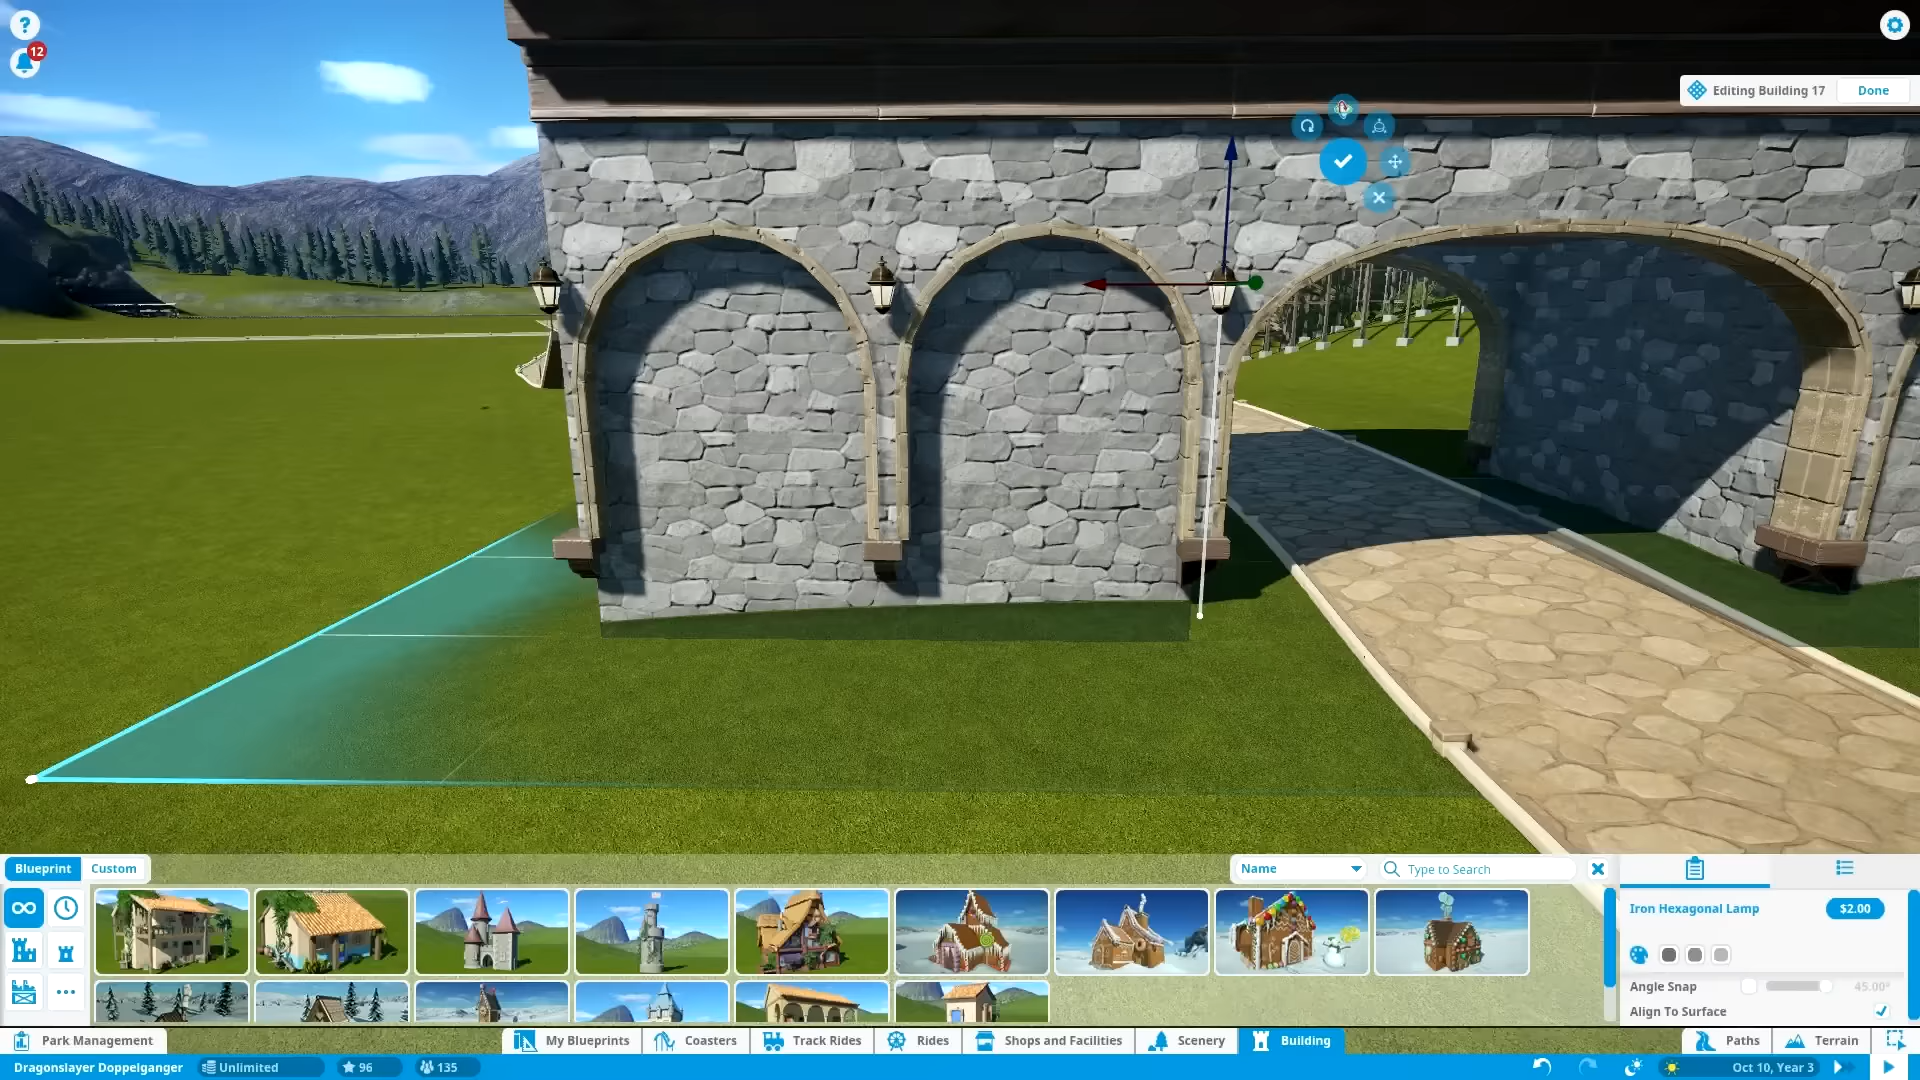 ?
12
Editing Building 17 Done
Blueprint Custom
Name
Type to Search
Iron Hexagonal Lamp $2.00
Angle Snap 45.00°
Align To Surface
Park Management
My Blueprints Coasters Track Rides Rides Shops and Facilities Scenery Building
Paths Terrain
Dragonslayer Doppelganger Unlimited 96 135
Oct 10, Year 3